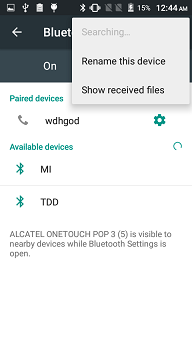 15% 12:44 AM
Bluet
Searching…
On
Rename this device
Show received files
Paired devices
wdhgod
Available devices
MI
TDD
ALCATEL ONETOUCH POP 3 (5) is visible to
nearby devices while Bluetooth Settings is
open.